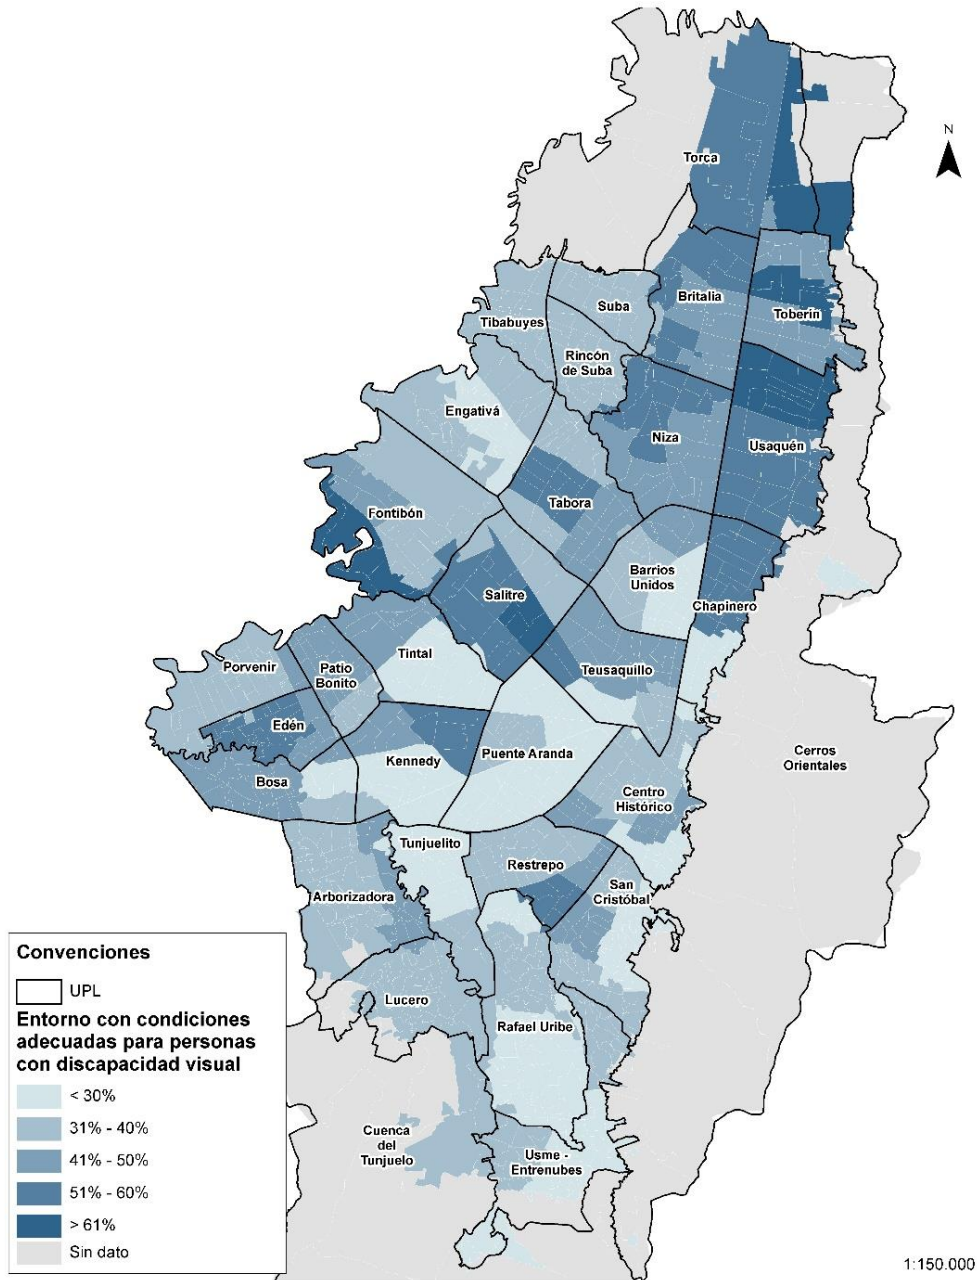 N
Torca
Britalia
Toberín
Suba
Tibabuyes
Rincón
de Suba
Engativá
Niza
Usaquén
Tabora
Fontibón
Barrios
Unidos
Salitre
Chapinero
Tintal
Teusaquillo
Porvenir
Patio
Bonito
Edén
Kennedy
Puente Aranda
Cerros
Orientales
Bosa
Centro
Histórico
Tunjuelito
Restrepo
San
Cristóbal
Arborizadora
Lucero
Rafael Uribe
Cuenca
del
Tunjuelo
Usme -
Entrenubes
Convenciones
UPL
Entorno con condiciones
adecuadas para personas
con discapacidad visual
< 30%
31% - 40%
41% - 50%
51% - 60%
> 61%
Sin dato
1:150.000